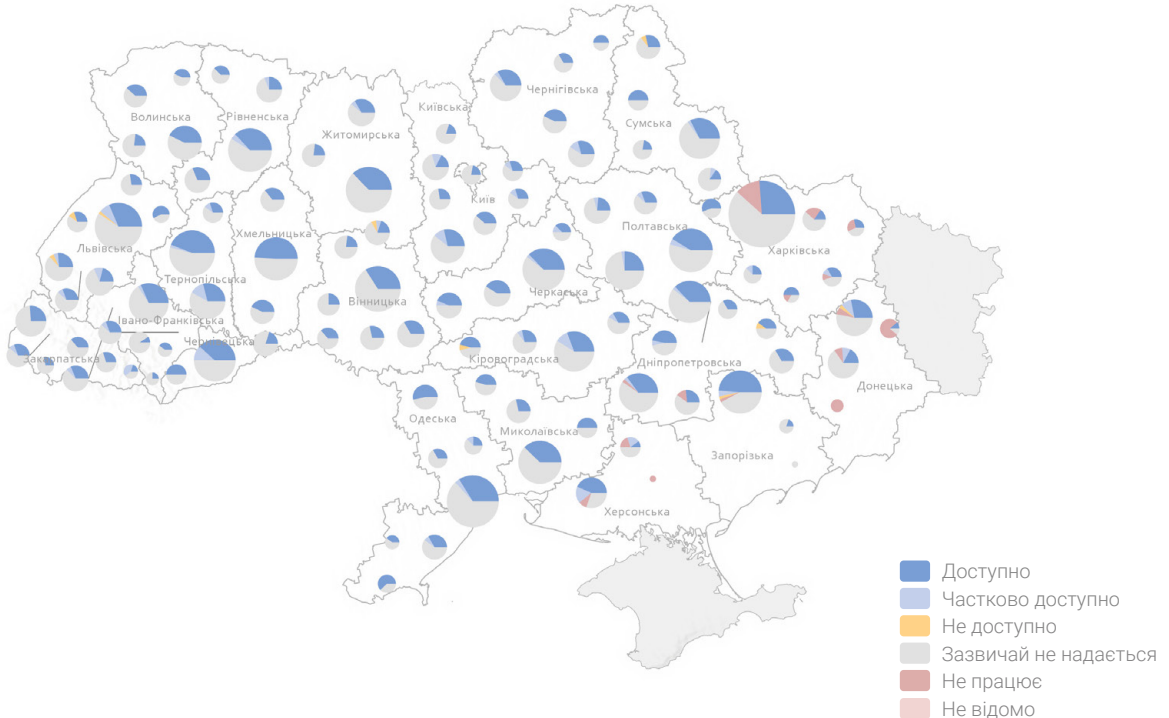 Київська
Чернігівська
Волинська
Рівненська
Сумська
Житомирська
Київ
Полтавська
Хмельницька
Львівська
Харківська
Тернопільська
Черкаська
Вінницька
Івано-Франківська
Чернівецька
Закарпатська
Кіровоградська
Дніпропетровська
Донецька
Одеська
Миколаївська
Запорізька
Херсонська
Доступно
Частково доступно
Не доступно
Зазвичай не надається
Не працює
Не відомо